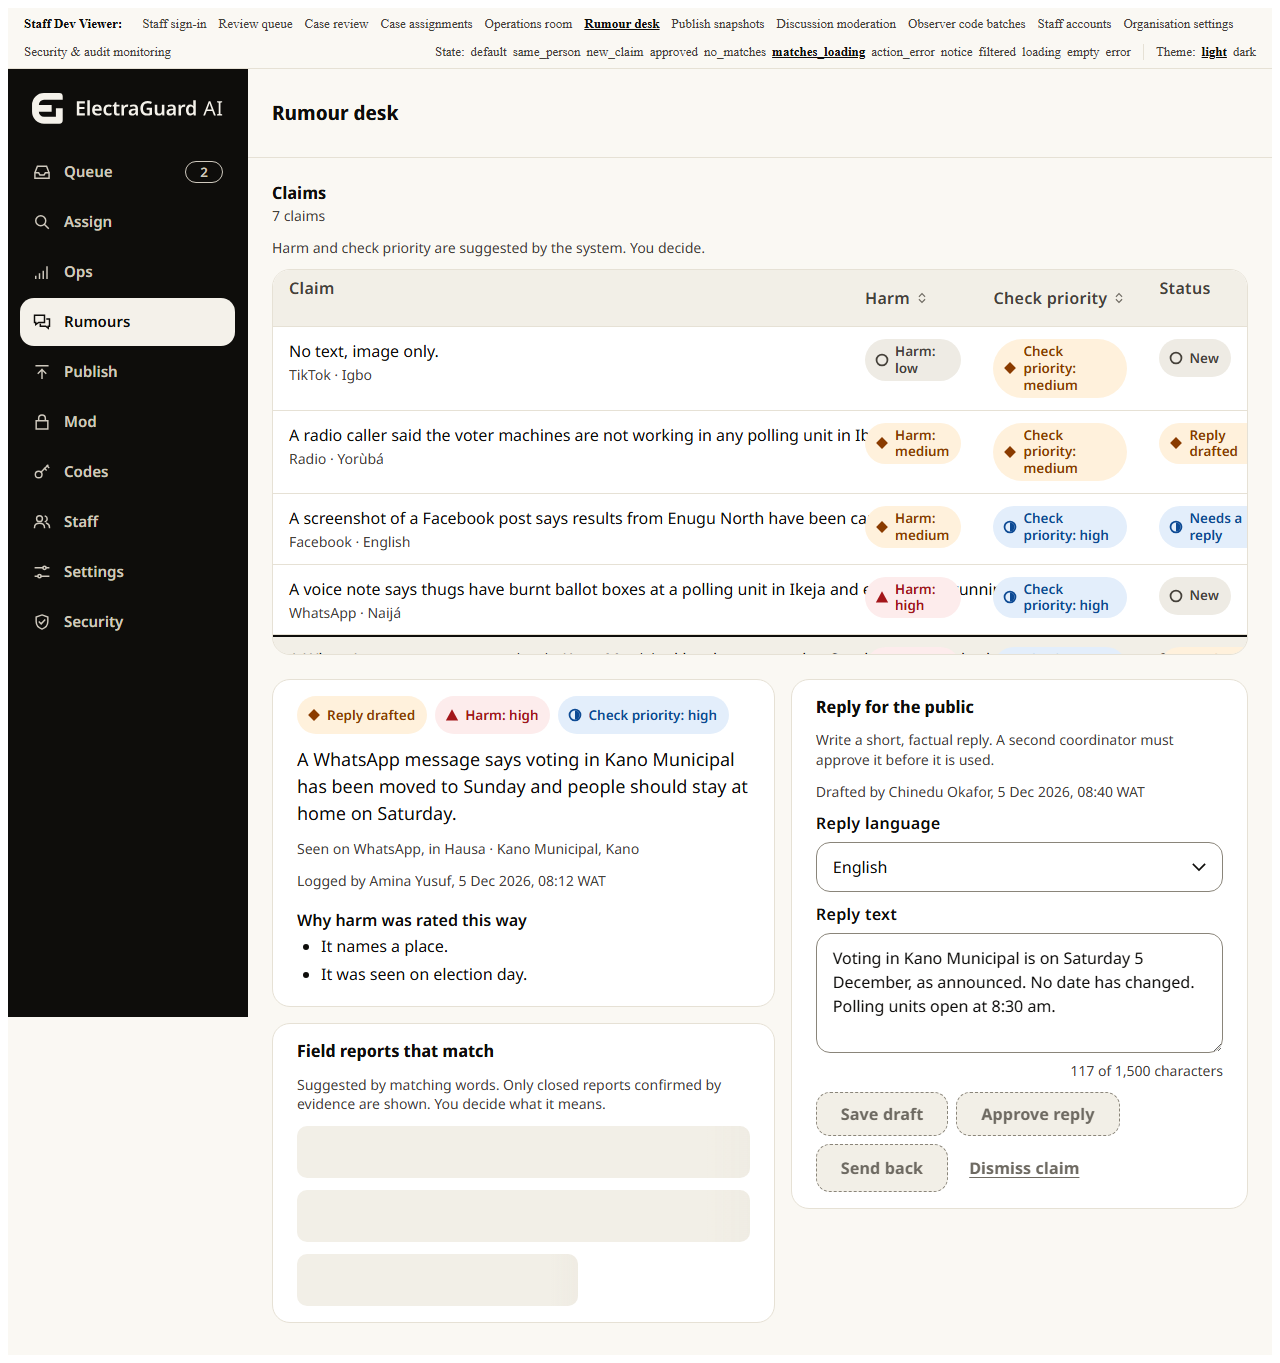 Staff Dev Viewer: Staff sign-in Review queue Case review Case assignments Operations room Rumour desk Publish snapshots Discussion moderation Observer code batches Staff accounts Organisation settings
Security & audit monitoring State: default same_person new_claim approved no_matches matches_loading action_error notice filtered loading empty error Theme: light dark
ElectraGuard AI
Queue 2
Assign
Ops
Rumours
Publish
Mod
Codes
Staff
Settings
Security
Rumour desk
Claims
7 claims
Harm and check priority are suggested by the system. You decide.
Claim Harm Check priority Status
No text, image only.
TikTok · Igbo
Harm: low
Check priority: medium
New
A radio caller said the voter machines are not working in any polling unit in
Radio · Yorùbá
Harm: medium
Check priority: medium
Reply drafted
A screenshot of a Facebook post says results from Enugu North have been
Facebook · English
Harm: medium
Check priority: high
Needs a reply
A voice note says thugs have burnt ballot boxes at a polling unit in Ikeja and
WhatsApp · Naijá
Harm: high
Check priority: high
New
Reply drafted Harm: high Check priority: high
A WhatsApp message says voting in Kano Municipal
has been moved to Sunday and people should stay at
home on Saturday.
Seen on WhatsApp, in Hausa · Kano Municipal, Kano
Logged by Amina Yusuf, 5 Dec 2026, 08:12 WAT
Why harm was rated this way
It names a place.
It was seen on election day.
Field reports that match
Suggested by matching words. Only closed reports confirmed by
evidence are shown. You decide what it means.
Reply for the public
Write a short, factual reply. A second coordinator must
approve it before it is used.
Drafted by Chinedu Okafor, 5 Dec 2026, 08:40 WAT
Reply language
English
Reply text
Voting in Kano Municipal is on Saturday 5
December, as announced. No date has changed.
Polling units open at 8:30 am.
117 of 1,500 characters
Save draft Approve reply
Send back Dismiss claim